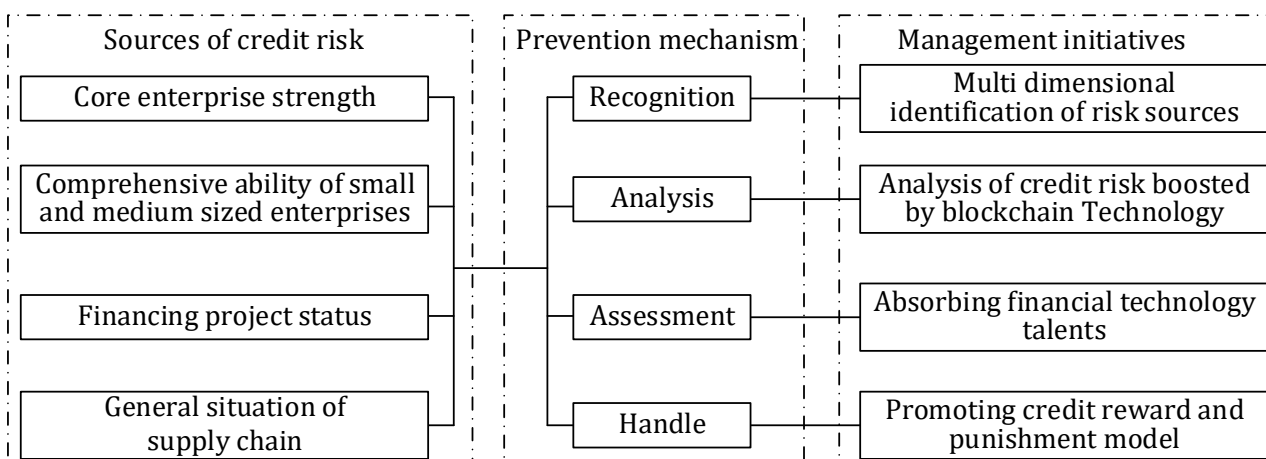 Sources of credit risk
Core enterprise strength
Comprehensive ability of small
and medium sized enterprises
Financing project status
General situation of
supply chain
Prevention mechanism
Recognition
Analysis
Assessment
Handle
Management initiatives
Multi dimensional
identification of risk sources
Analysis of credit risk boosted
by blockchain Technology
Absorbing financial technology
talents
Promoting credit reward and
punishment model